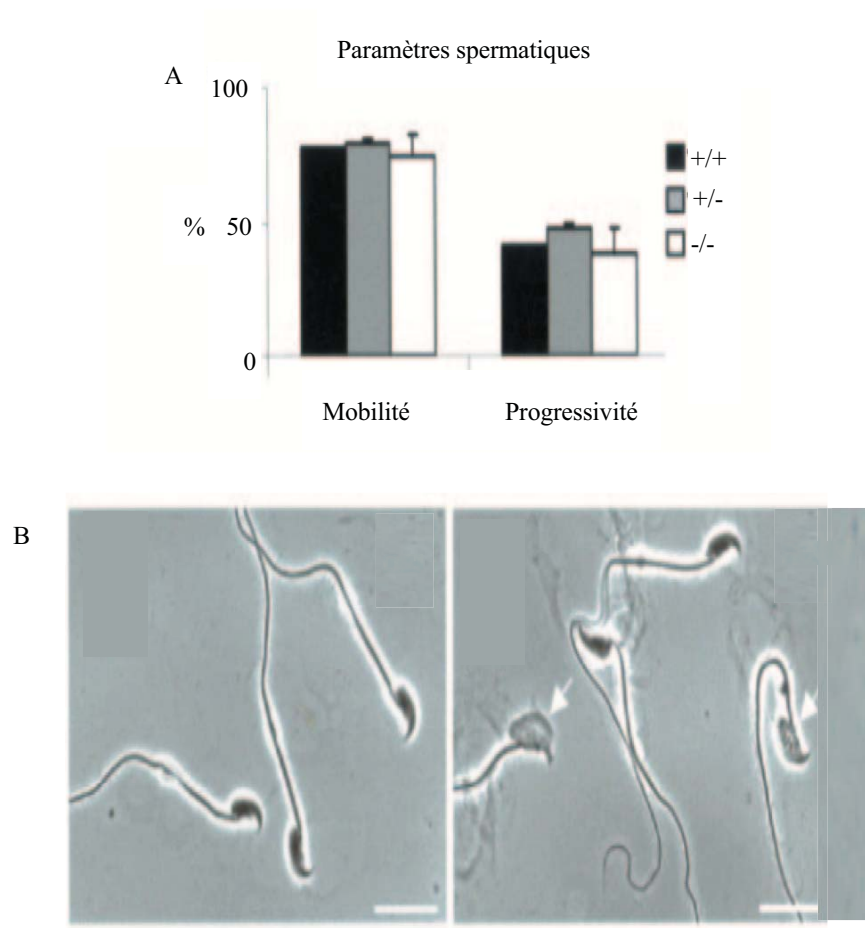 Paramètres spermatiques
A
100
+/+
+/-
% 50
-/-
0
Mobilité Progressivité
B